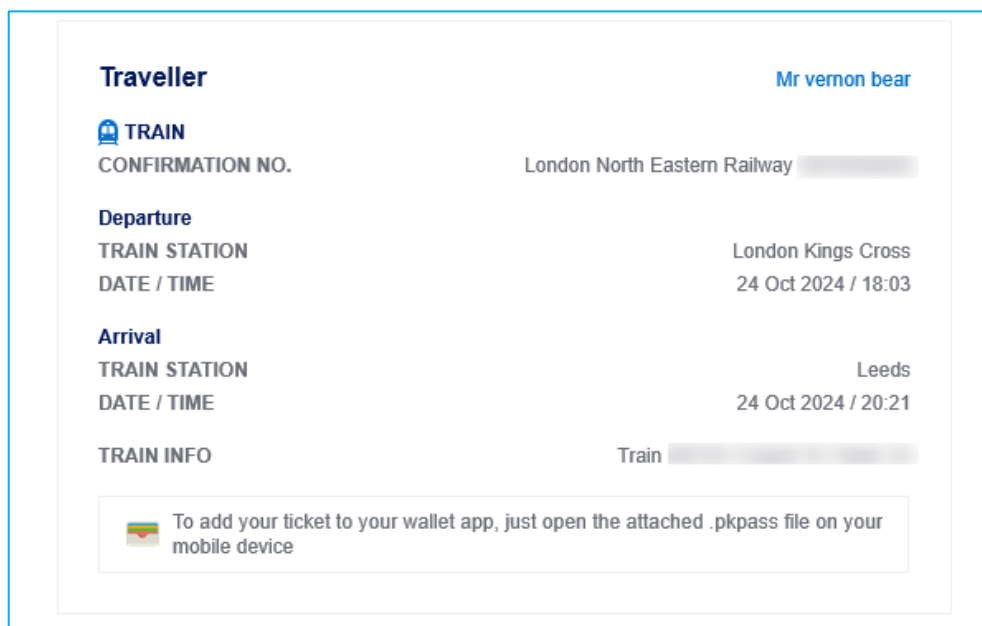 Traveller Mr vernon bear
TRAIN
CONFIRMATION NO. London North Eastern Railway
Departure
TRAIN STATION London Kings Cross
DATE / TIME 24 Oct 2024 / 18:03
Arrival
TRAIN STATION Leeds
DATE / TIME 24 Oct 2024 / 20:21
TRAIN INFO Train
To add your ticket to your wallet app, just open the attached .pkpass file on your
mobile device